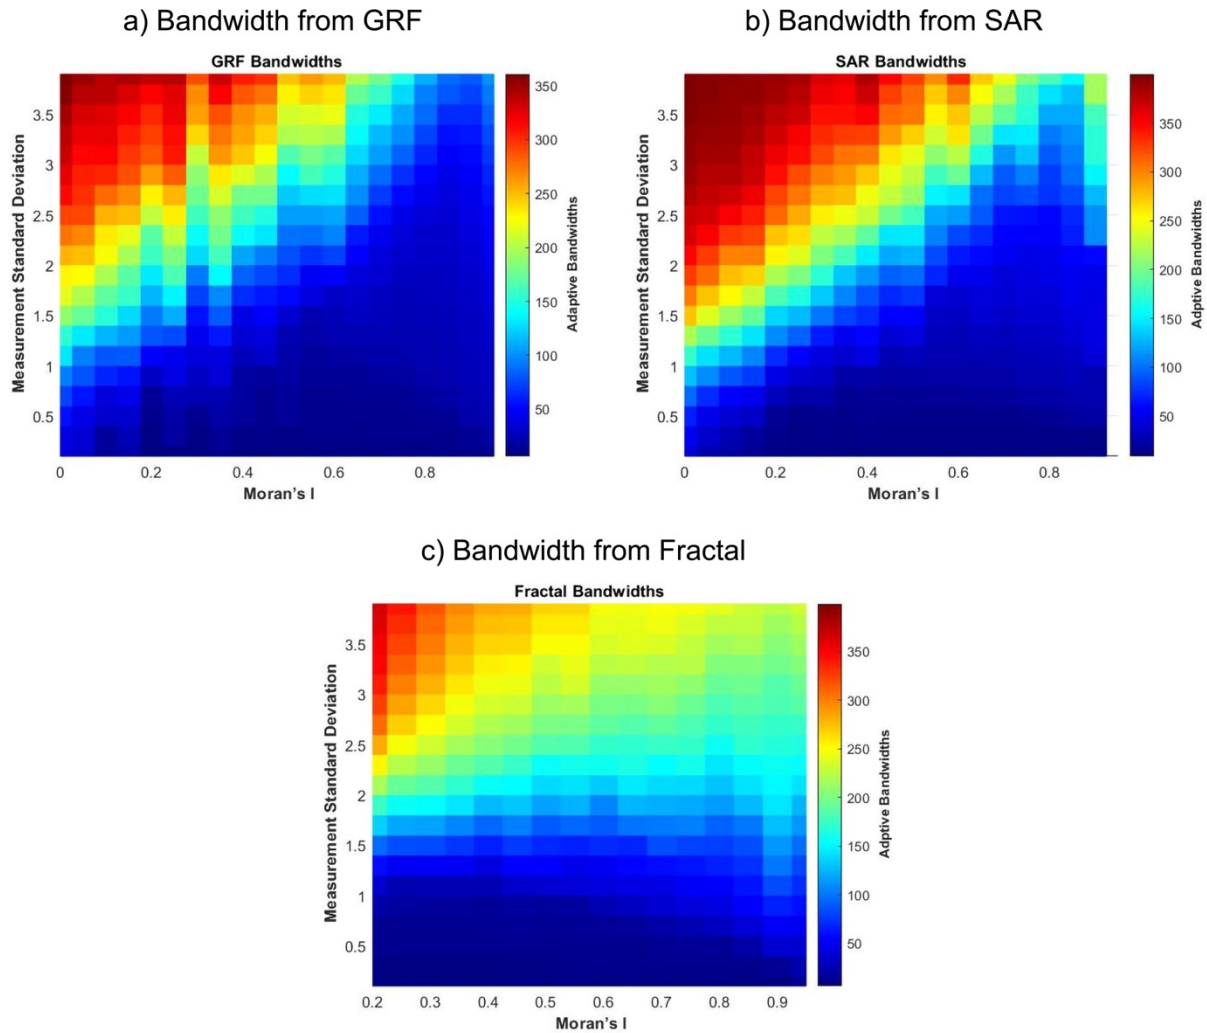 a) Bandwidth from GRF
GRF Bandwidths
Measurement Standard Deviation
3.5
3
2.5
2
1.5
1
0.5
0 0.2 0.4 0.6 0.8
Moran's I
350
300
250
200
150
100
50
Adaptive Bandwidths
b) Bandwidth from SAR
SAR Bandwidths
Measurement Standard Deviation
3.5
3
2.5
2
1.5
1
0.5
0 0.2 0.4 0.6 0.8
Moran's I
350
300
250
200
150
100
50
Adptive Bandwidths
c) Bandwidth from Fractal
Fractal Bandwidths
Measurement Standard Deviation
3.5
3
2.5
2
1.5
1
0.5
0.2 0.3 0.4 0.5 0.6 0.7 0.8 0.9
Moran's I
350
300
250
200
150
100
50
Adptive Bandwidths